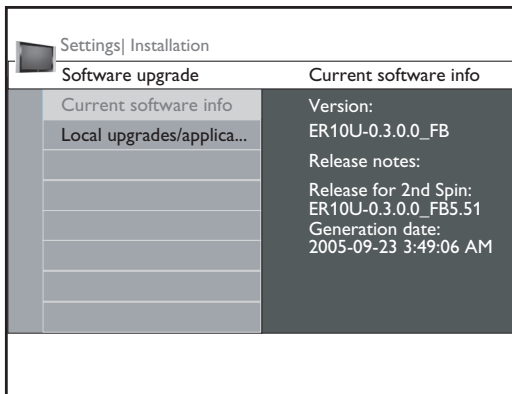 Settings| Installation
Software upgrade
Current software info
Current software info
Local upgrades/applica...
Version:
ER10U-0.3.0.0_FB
Release notes:
Release for 2nd Spin:
ER10U-0.3.0.0_FB5.51
Generation date:
2005-09-23 3:49:06 AM